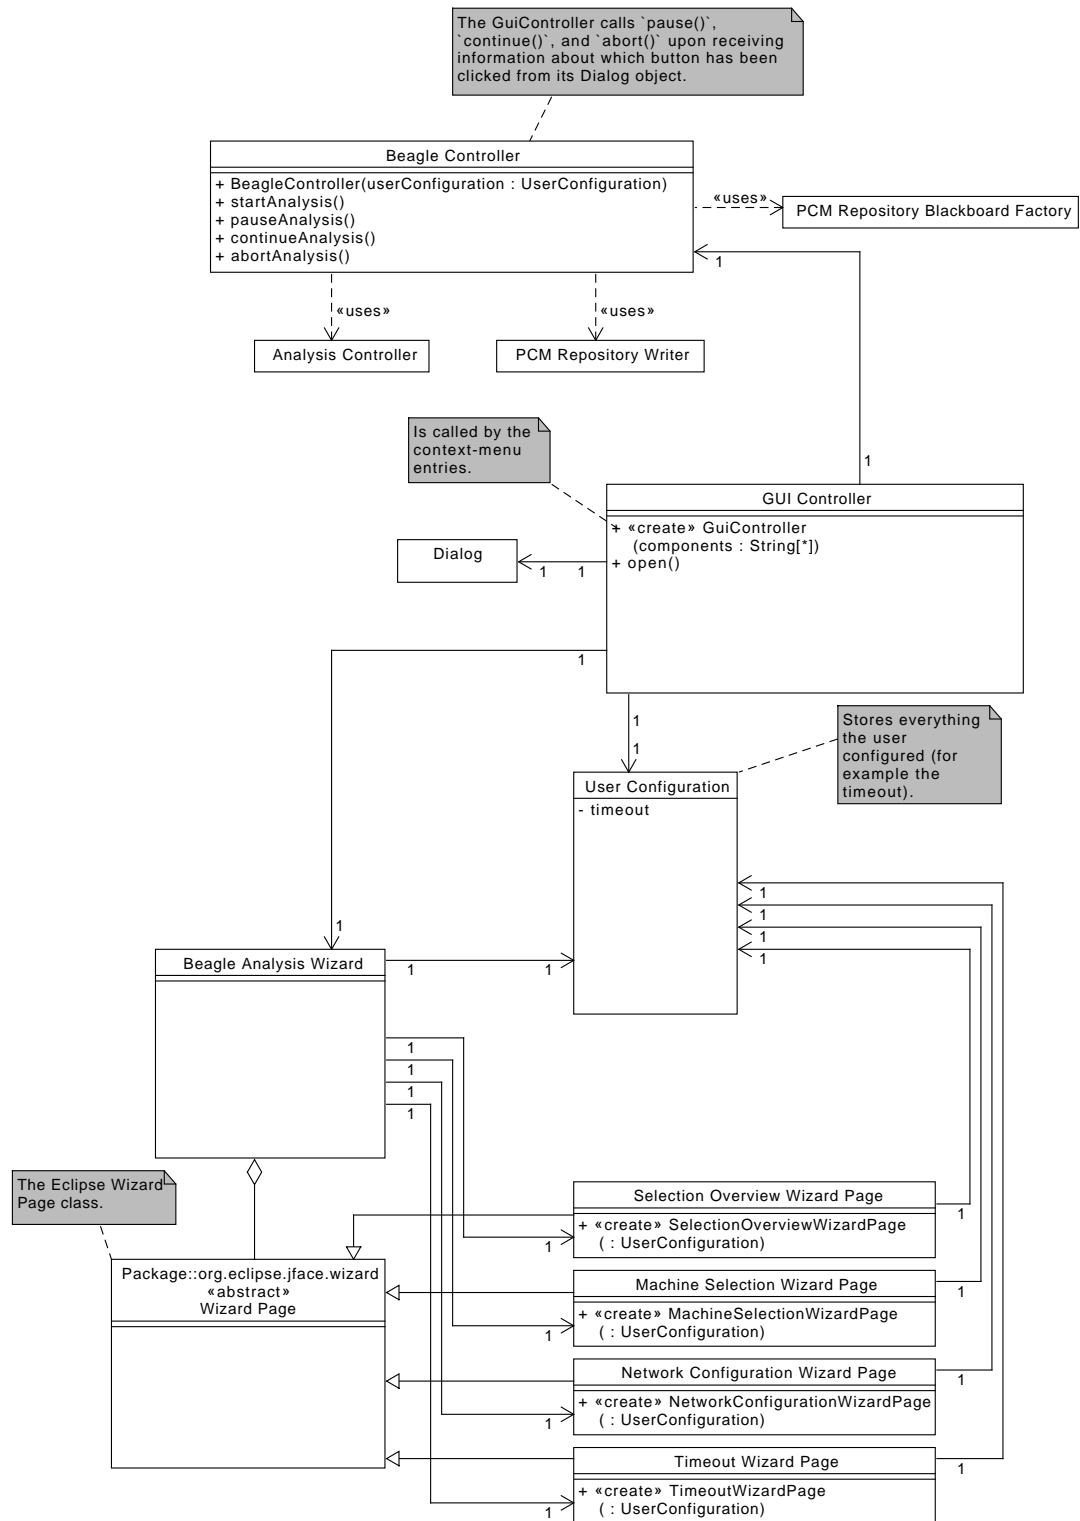 The GuiController calls `pause()`,
`continue()`, and `abort()` upon receiving
information about which button has been
clicked from its Dialog object.
Beagle Controller
+ BeagleController(userConfiguration : UserConfiguration)
+ startAnalysis()
+ pauseAnalysis()
+ continueAnalysis()
+ abortAnalysis()
«uses»
PCM Repository Blackboard Factory
1
«uses»
«uses»
Analysis Controller
PCM Repository Writer
Is called by the
context-menu
entries.
1
GUI Controller
+ «create» GuiController
(components : String[*])
+ open()
Dialog
1
1
1
1
1
Stores everything
the user
configured (for
example the
timeout).
User Configuration
- timeout
1
1
1
1
1
Beagle Analysis Wizard
1
1
1
1
1
1
The Eclipse Wizard
Page class.
Package::org.eclipse.jface.wizard
«abstract»
Wizard Page
Selection Overview Wizard Page
1
+ «create» SelectionOverviewWizardPage
( : UserConfiguration)
1
Machine Selection Wizard Page
1
+ «create» MachineSelectionWizardPage
( : UserConfiguration)
1
Network Configuration Wizard Page
1
+ «create» NetworkConfigurationWizardPage
( : UserConfiguration)
1
Timeout Wizard Page
1
+ «create» TimeoutWizardPage
( : UserConfiguration)
1